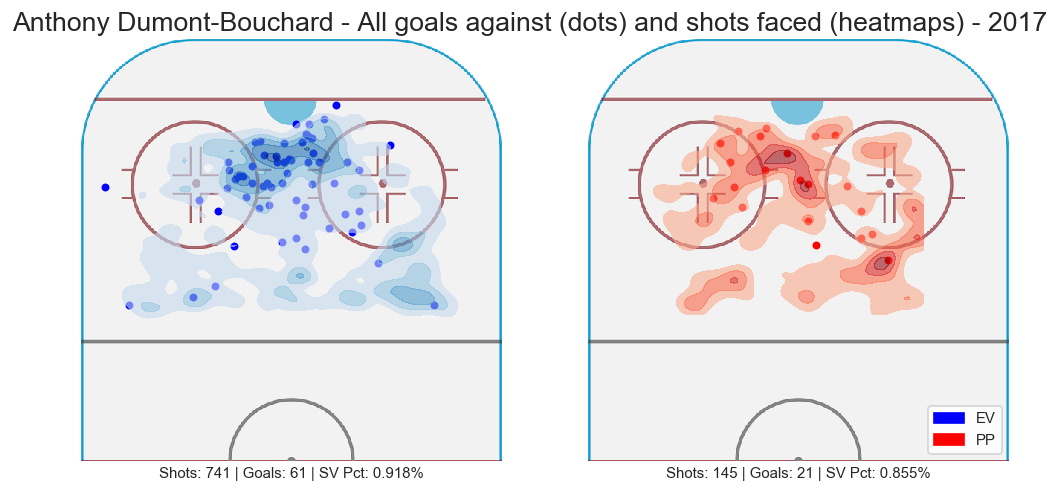 Anthony Dumont-Bouchard - All goals against (dots) and shots faced (heatmaps) - 2017
EV
PP
Shots: 741 | Goals: 61 | SV Pct: 0.918%
Shots: 145 | Goals: 21 | SV Pct: 0.855%